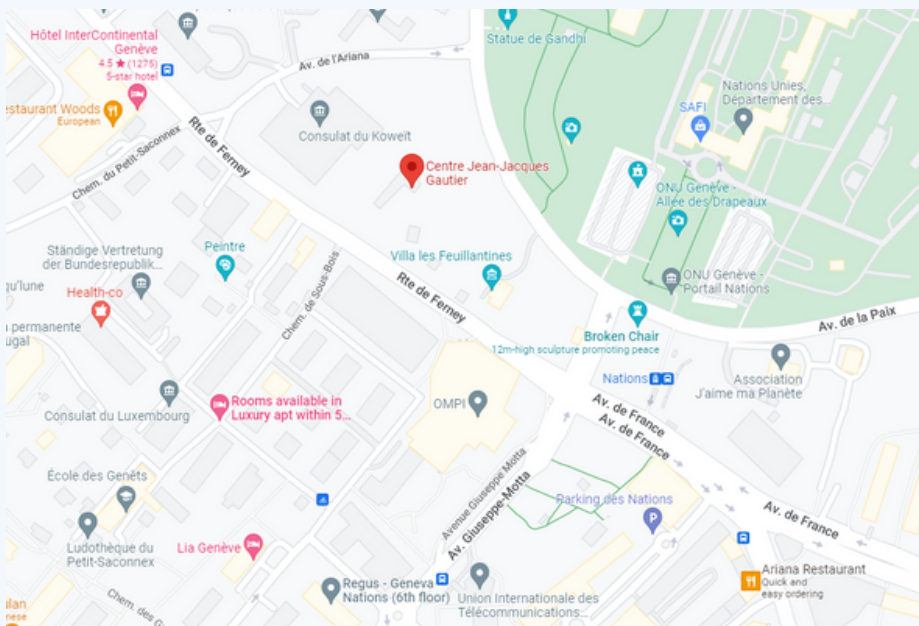 Hôtel InterContinental
Genève
4.5 ★ (1275)
5-star hotel
Statue de Gandhi
Av. de l'Ariana
Nations Unies,
Département des...
estaurant Woods
European
SAFI
Consulat du Koweït
Rte de Ferney
Chem. du Petit-Saconnex
Centre Jean-Jacques
Gautier
ONU Genève -
Allée des Drapeaux
Ständige Vertretung
der Bundesrepublik...
Peintre
Villa les Feuillantines
qu'lune
Health-co
Chem. de Sous-Bois
Rte de Ferney
ONU Genève -
Portail Nations
Av. de la Paix
a permanente
ugal
Broken Chair
12m-high sculpture promoting peace
Nations
Association
J'aime ma Planète
Consulat du Luxembourg
Rooms available in
Luxury apt within 5...
OMPI
Av. de France
Av. de France
École des Genêts
Avenue Giuseppe Motta
Av. Giuseppe-Motta
Parking des Nations
P
Av. de France
Ludothèque du
Petit-Saconnex
Lia Genève
Ariana Restaurant
Quick and
easy ordering
Regus - Geneva
Nations (6th floor)
Union Internationale des
Télécommunications...
Chem. des G
ulan
nese